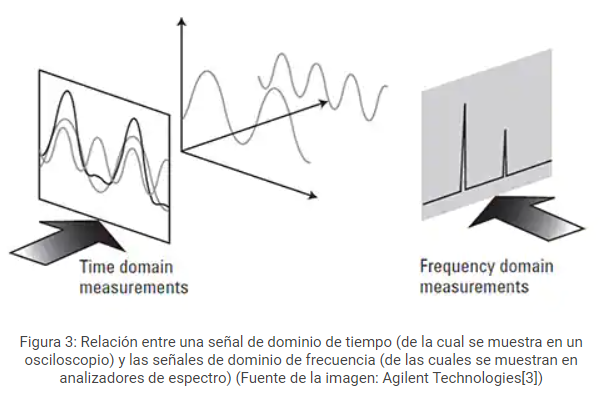 Time domain
measurements
Frequency domain
measurements
Figura 3: Relación entre una señal de dominio de tiempo (de la cual se muestra en un
osciloscopio) y las señales de dominio de frecuencia (de las cuales se muestran en
analizadores de espectro) (Fuente de la imagen: Agilent Technologies[3])